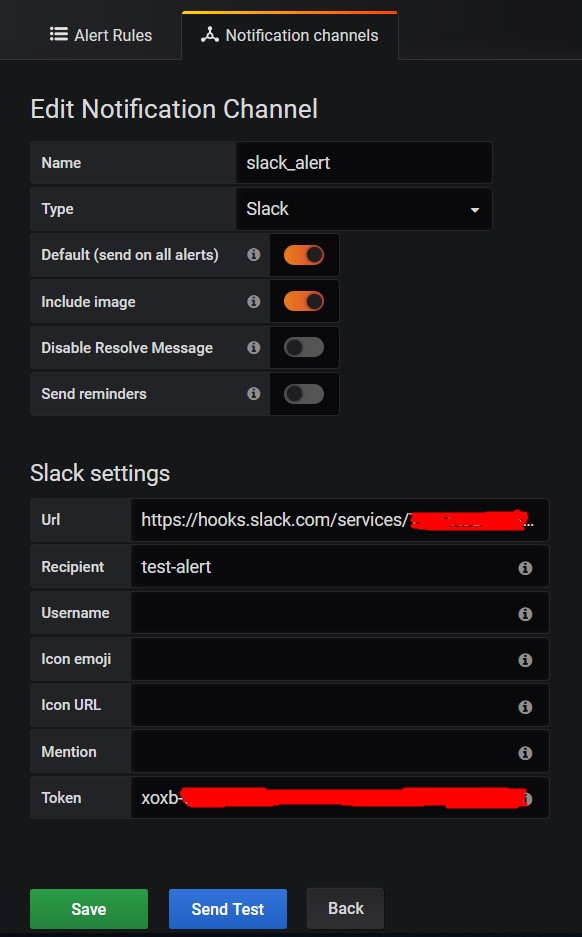 Alert Rules
Notification channels
Edit Notification Channel
Name
slack_alert
Type
Slack
Default (send on all alerts)
Include image
Disable Resolve Message
Send reminders
Slack settings
Url
https://hooks.slack.com/services/
Recipient
test-alert
Username
Icon emoji
Icon URL
Mention
Token
xoxb-
Save
Send Test
Back